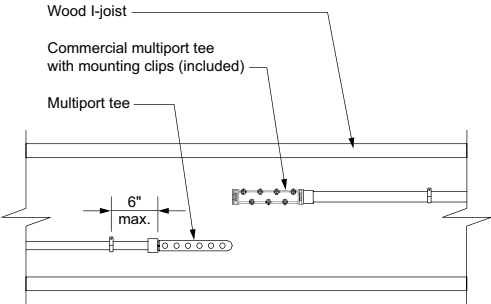 Wood I-joist
Commercial multiport tee
with mounting clips (included)
Multiport tee
6"
max.